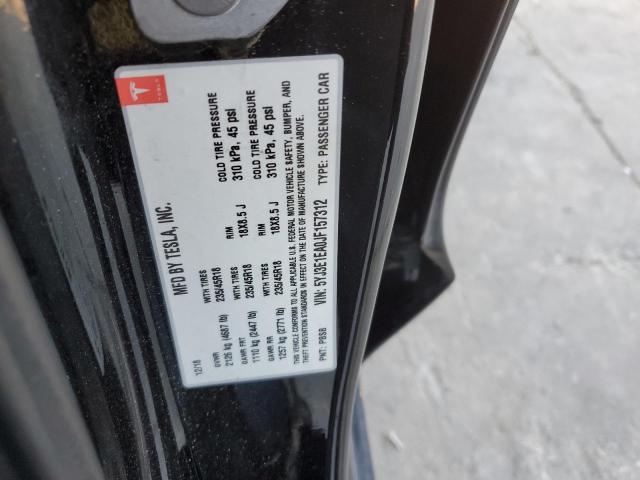 TESLA
MFD BY TESLA, INC.
12/18
GVWR
2126 kg (4687 lb)
WITH TIRES
235/45R18
RIM
18X8.5 J
COLD TIRE PRESSURE
310 kPa, 45 psi
GAWR FRT
1110 kg (2447 lb)
WITH TIRES
235/45R18
RIM
18X8.5 J
COLD TIRE PRESSURE
310 kPa, 45 psi
GAWR RR
1257 kg (2771 lb)
THIS VEHICLE CONFORMS TO ALL APPLICABLE U.S. FEDERAL MOTOR VEHICLE SAFETY, BUMPER, AND
THEFT PREVENTION STANDARDS IN EFFECT ON THE DATE OF MANUFACTURE SHOWN ABOVE.
PNT: PBSB
VIN: 5YJ3E1EA0JF157312
TYPE: PASSENGER CAR